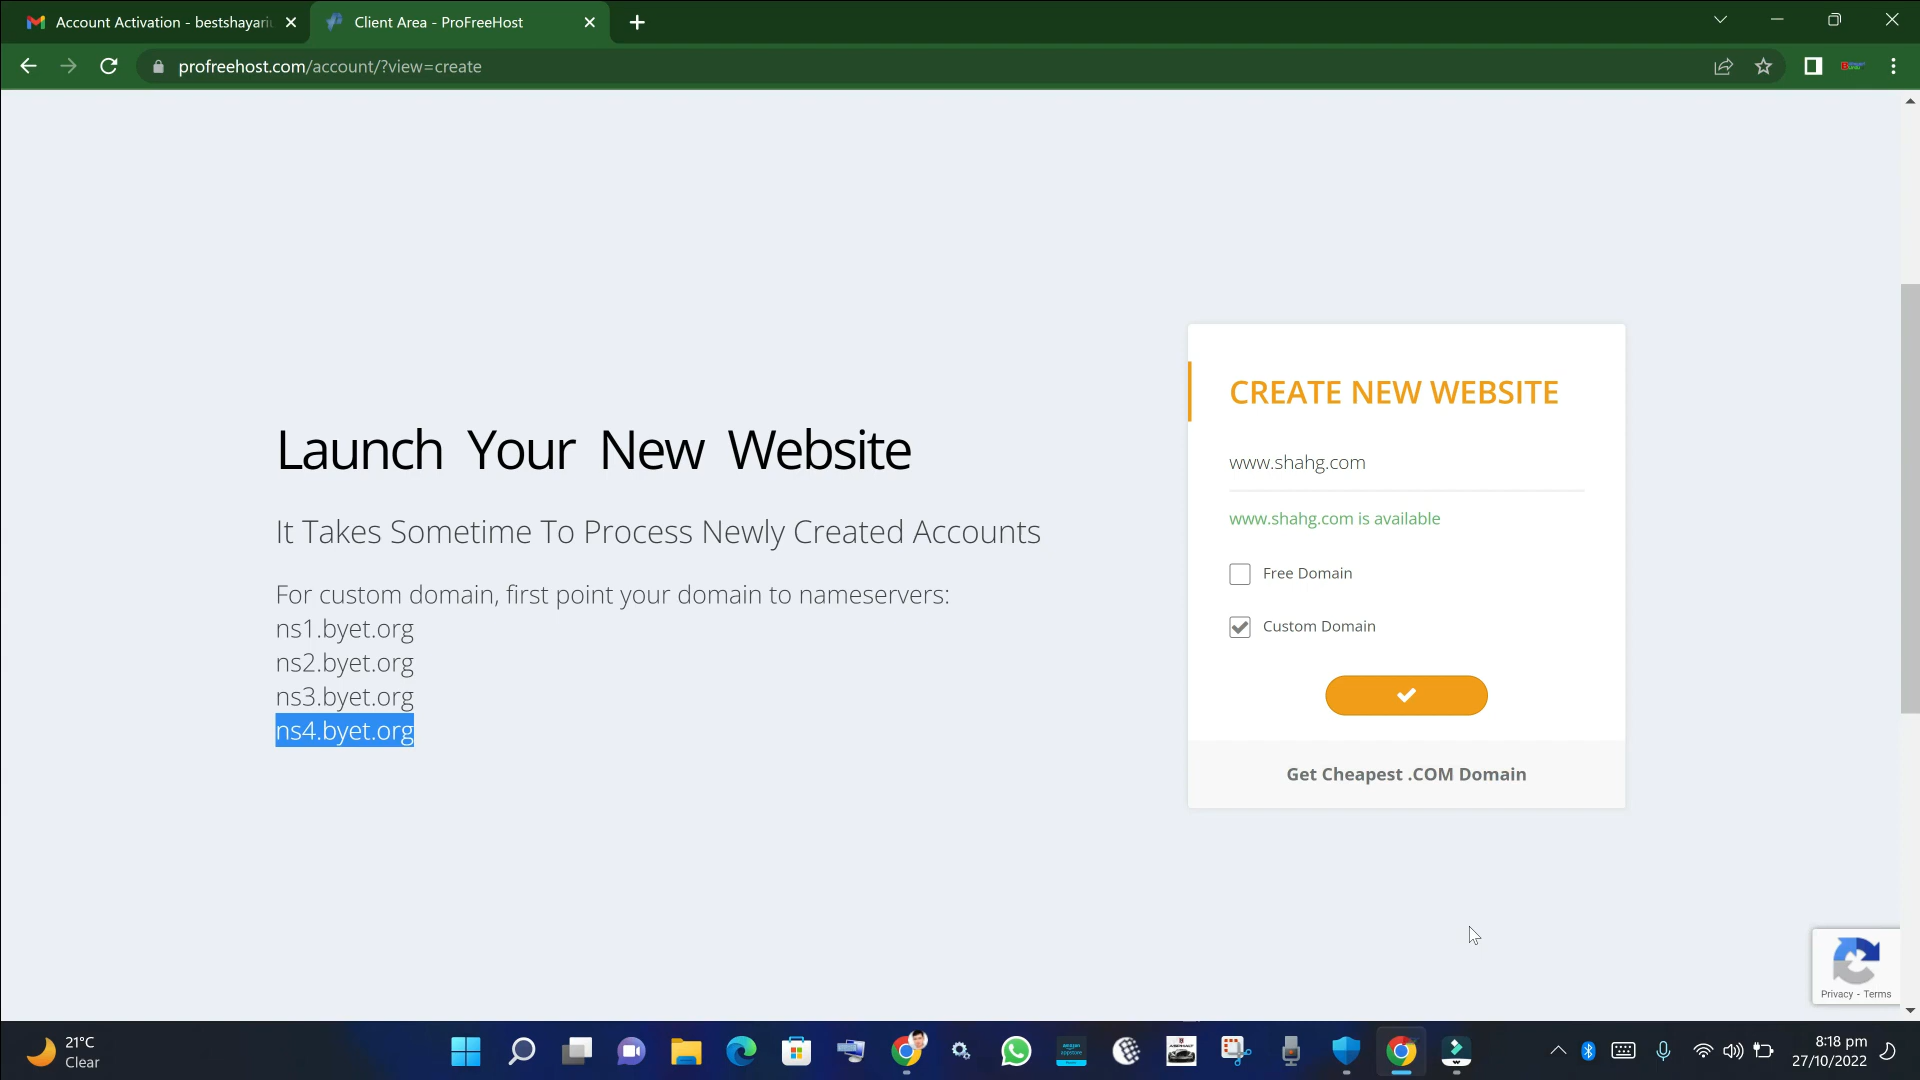 Account Activation - bestshayari
Client Area - ProFreeHost
profreehost.com/account/?view=create
CREATE NEW WEBSITE
www.shahg.com
www.shahg.com is available
Free Domain
Custom Domain
Get Cheapest .COM Domain
Launch Your New Website
It Takes Sometime To Process Newly Created Accounts
For custom domain, first point your domain to nameservers:
ns1.byet.org
ns2.byet.org
ns3.byet.org
ns4.byet.org
Privacy - Terms
21°C
Clear
8:18 pm
27/10/2022